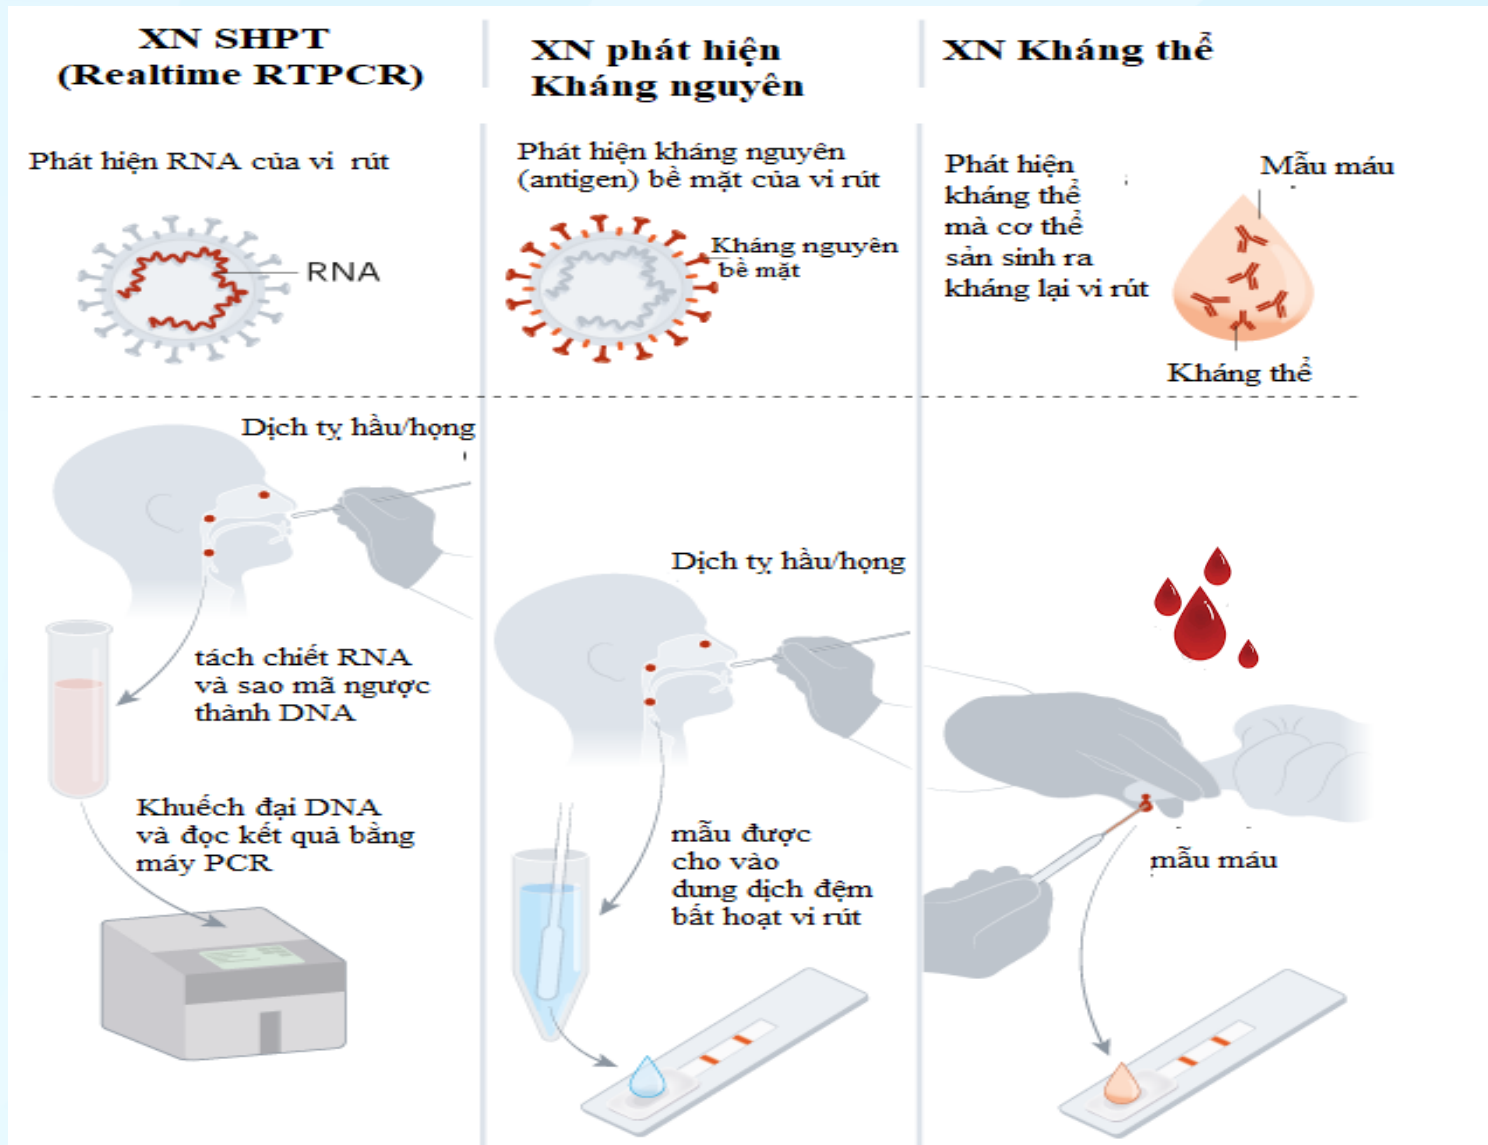 XN SHPT
(Realtime RTPCR)
Phát hiện RNA của vi rút
RNA
Dịch tỵ hầu/họng
tách chiết RNA
và sao mã ngược
thành DNA
Khuếch đại DNA
và đọc kết quả bằng
máy PCR
XN phát hiện
Kháng nguyên
Phát hiện kháng nguyên
(antigen) bề mặt của vi rút
Kháng nguyên
bề mặt
Dịch tỵ hầu/họng
mẫu được
cho vào
dung dịch đệm
bất hoạt vi rút
XN Kháng thể
Phát hiện
kháng thể
mà cơ thể
sản sinh ra
kháng lại vi rút
Mẫu máu
Kháng thể
mẫu máu